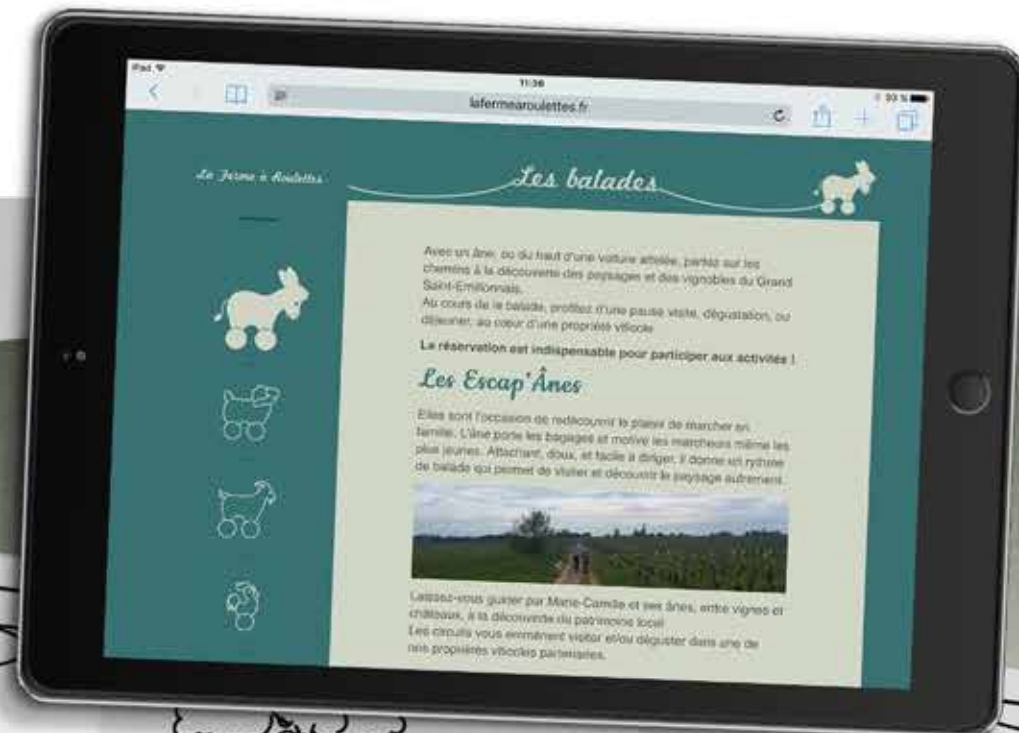 iPad
11:36
93 %
lafermearoulettes.fr
La Ferme à Roulettes
Les balades
Avec un âne, ou du haut d'une voiture attelée, partez sur les
chemins à la découverte des paysages et des vignobles du Grand
Saint-Emilionnais.
Au cours de la balade, profitez d'une pause visite, dégustation, ou
déjeuner, au cœur d'une propriété viticole
La réservation est indispensable pour participer aux activités !
Les Escap'Ânes
Elles sont l'occasion de redécouvrir le plaisir de marcher en
famille. L'âne porte les bagages et motive les marcheurs même les
plus jeunes. Attachant, doux, et facile à diriger, il donne un rythme
de balade qui permet de visiter et découvrir le paysage autrement.
Laissez-vous guider par Marie-Camille et ses ânes, entre vignes et
châteaux, à la découverte du patrimoine local
Les circuits vous emmènent visiter et/ou déguster dans une de
nos propriétés viticoles partenaires.